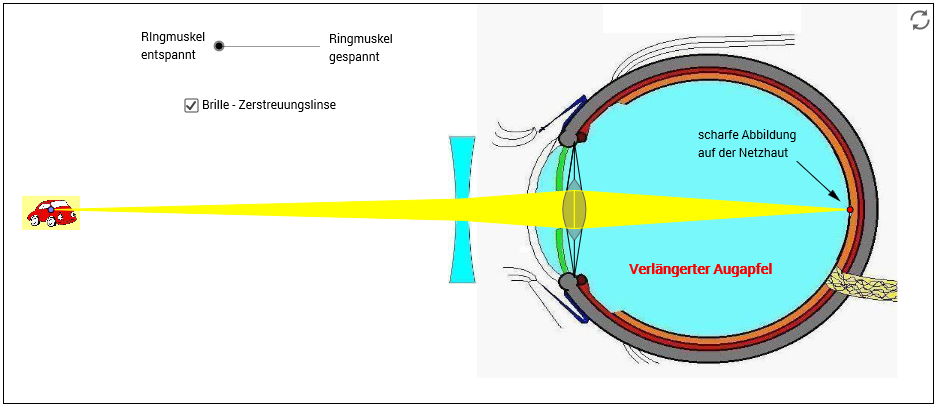 RIngmuskel
entspannt
Ringmuskel
gespannt
Brille - Zerstreuungslinse
scharfe Abbildung
auf der Netzhaut
Verlängerter Augapfel